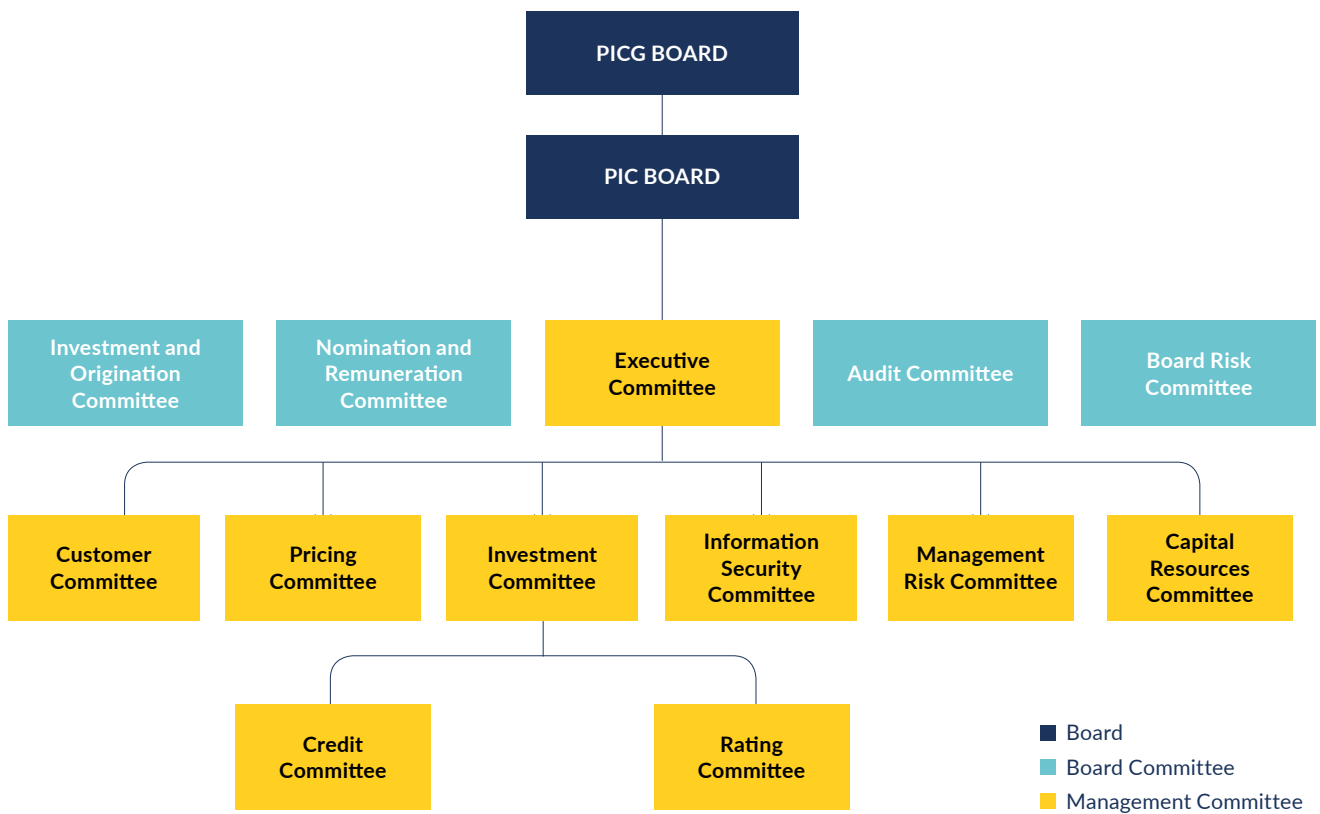 PICG BOARD
PIC BOARD
Investment and
Origination
Committee
Nomination and
Remuneration
Committee
Executive
Committee
Audit Committee
Board Risk
Committee
Customer
Committee
Pricing
Committee
Investment
Committee
Information
Security
Committee
Management
Risk Committee
Capital
Resources
Committee
Credit
Committee
Rating
Committee
Board
Board Committee
Management Committee